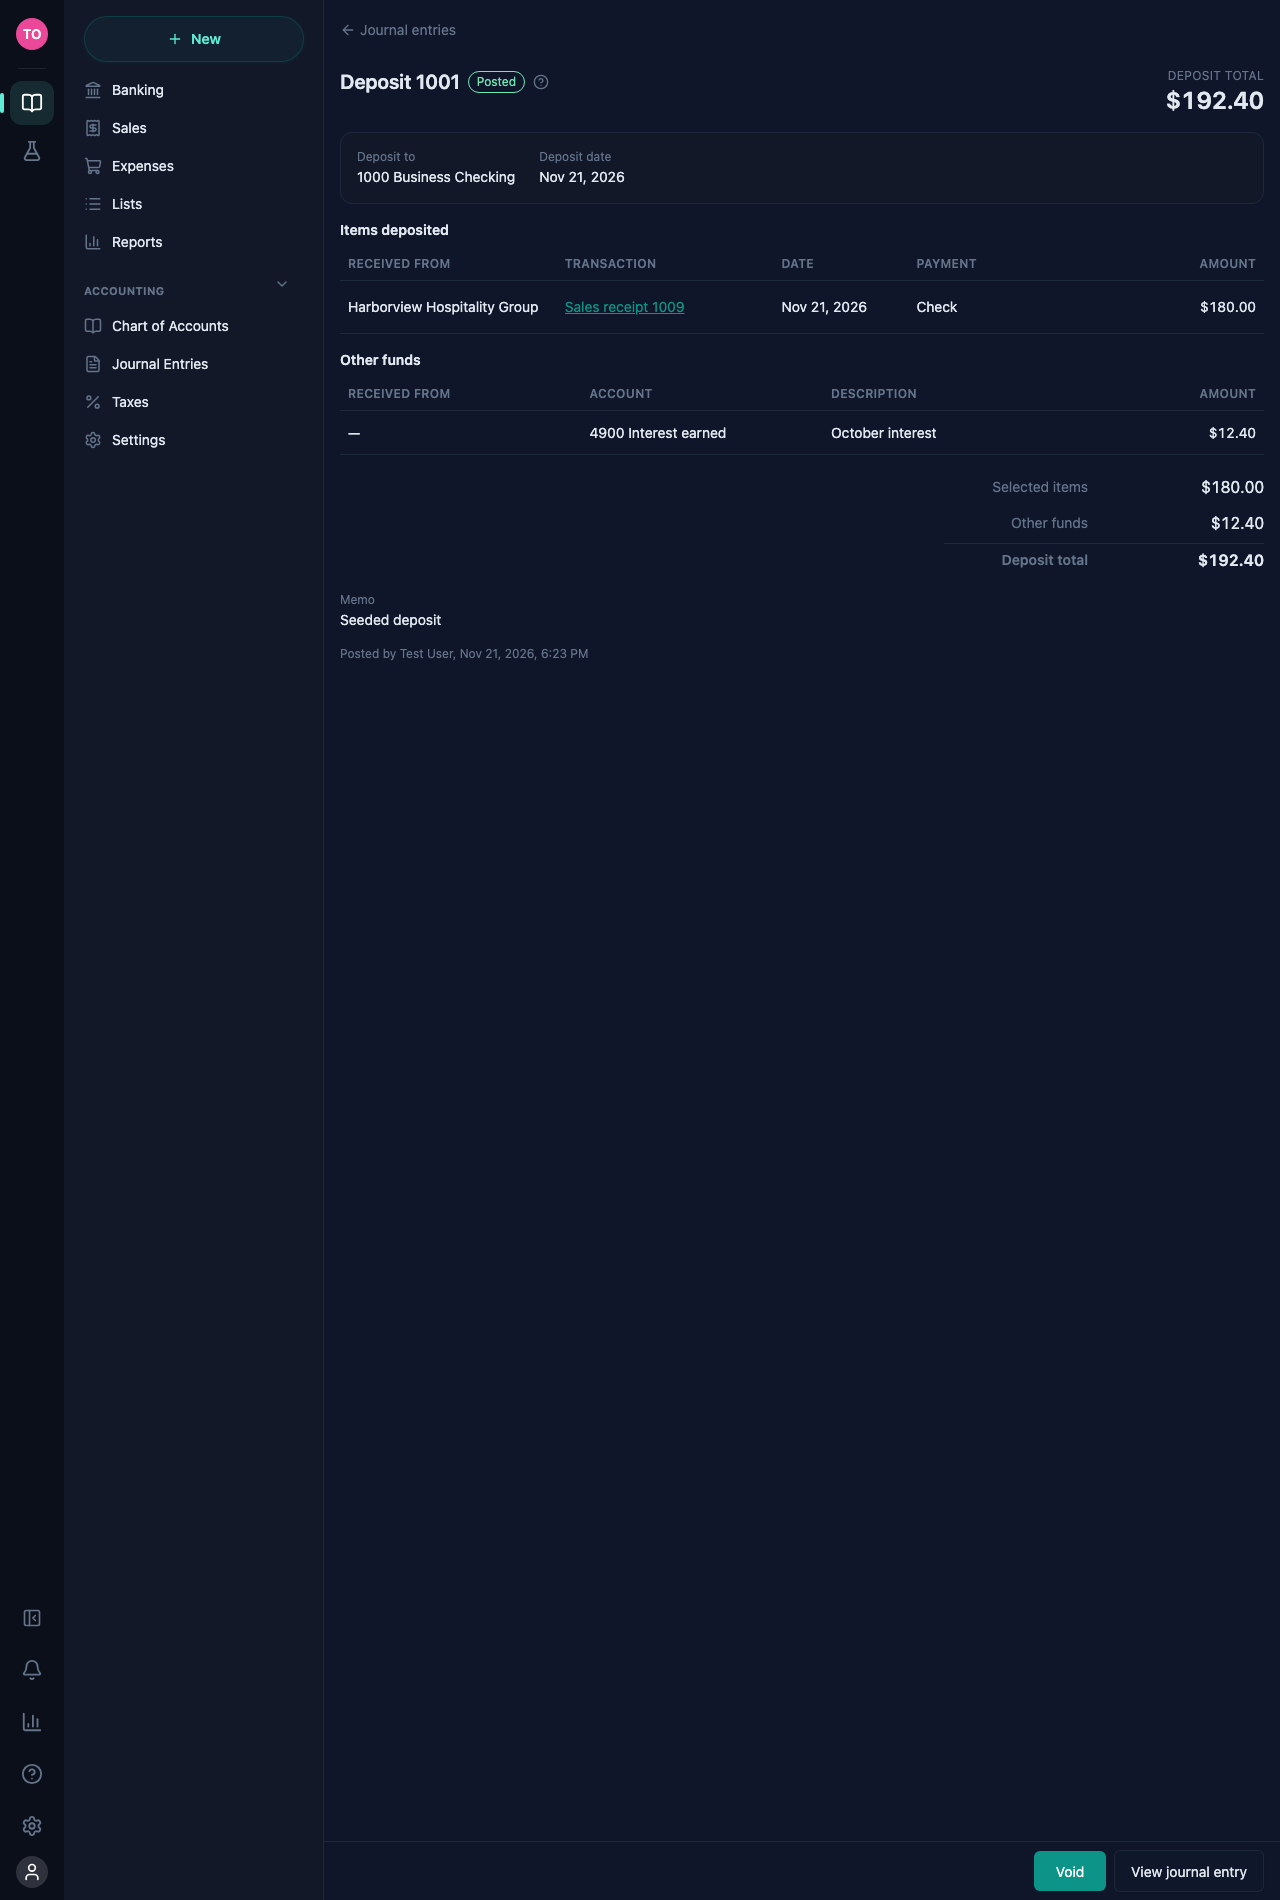 TO
New
Banking
Sales
Expenses
Lists
Reports
ACCOUNTING
Chart of Accounts
Journal Entries
Taxes
Settings
Journal entries
Deposit 1001 Posted
DEPOSIT TOTAL
$192.40
Deposit to Deposit date
1000 Business Checking Nov 21, 2026
Items deposited
RECEIVED FROM TRANSACTION DATE PAYMENT AMOUNT
Harborview Hospitality Group Sales receipt 1009 Nov 21, 2026 Check $180.00
Other funds
RECEIVED FROM ACCOUNT DESCRIPTION AMOUNT
— 4900 Interest earned October interest $12.40
Selected items $180.00
Other funds $12.40
Deposit total $192.40
Memo
Seeded deposit
Posted by Test User, Nov 21, 2026, 6:23 PM
Void View journal entry